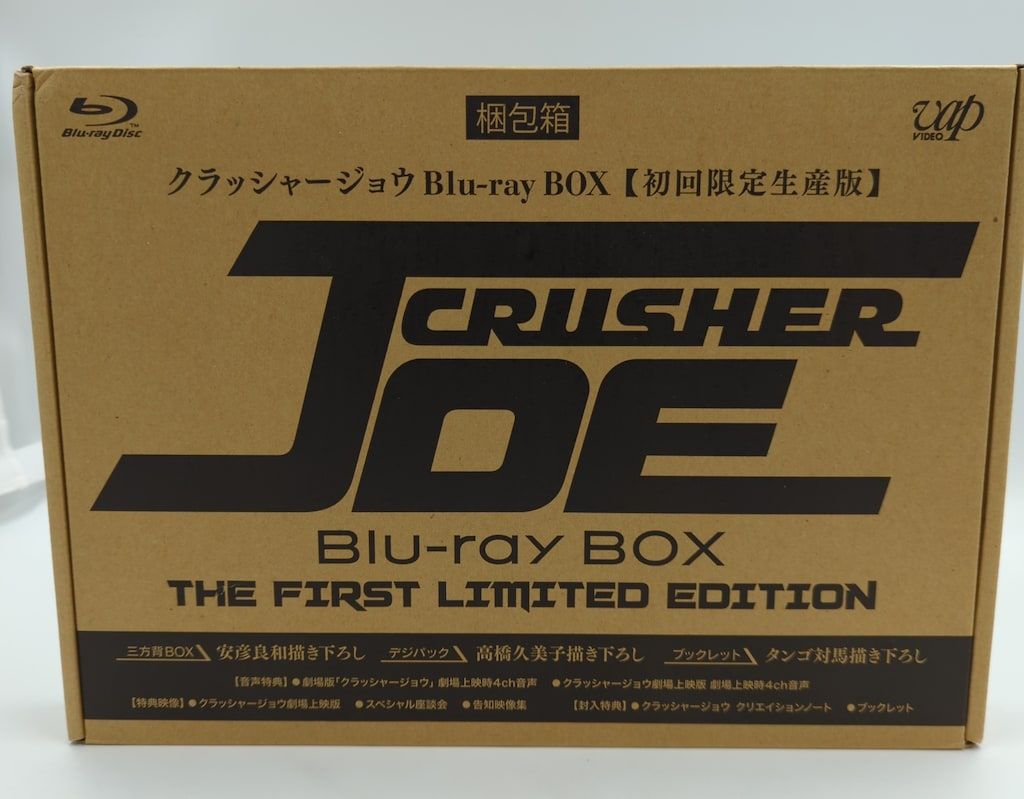 Blu-ray Disc™
梱包箱
vap VIDEO
クラッシャージョウ Blu-ray BOX【初回限定生産版】
CRUSHER
JOE
Blu-ray BOX
THE FIRST LIMITED EDITION
三方背BOX 安彦良和描き下ろし デジパック 高橋久美子描き下ろし ブックレット タンゴ対馬描き下ろし
【音声特典】●劇場版「クラッシャージョウ」劇場上映時4ch音声 ●クラッシャージョウ劇場上映版 劇場上映時4ch音声
【特典映像】●クラッシャージョウ劇場上映版 ●スペシャル座談会 ●告知映像集 【封入特典】●クラッシャージョウ クリエイションノート ●ブックレット